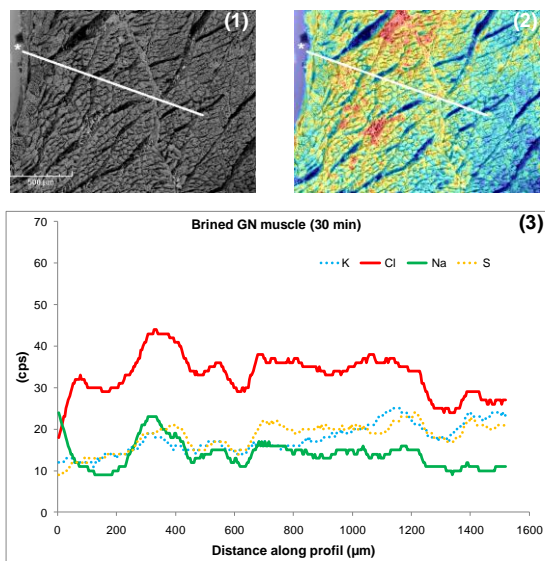 (1)
(2)
*
*
500 µm
Brined GN muscle (30 min)
(3)
K Cl Na S
70
60
50
40
30
20
10
0
(cps)
0 200 400 600 800 1000 1200 1400 1600
Distance along profil (µm)